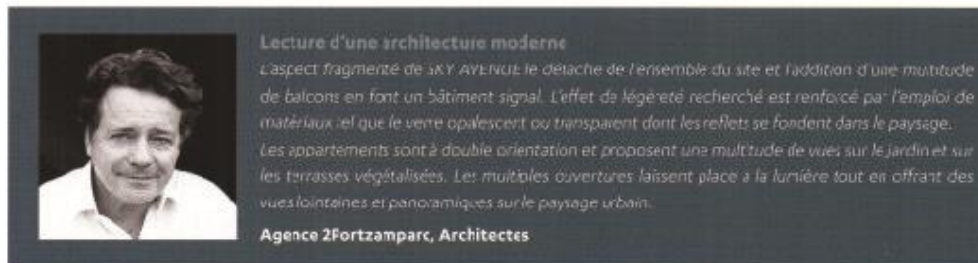 Lecture d'une architecture moderne
L'aspect fragmenté de SKY AVENUE le détache de l'ensemble du site et l'addition d'une multitude
de balcons en font un bâtiment signal. L'effet de légèreté recherché est renforcé par l'emploi de
matériaux tel que le verre opalescent ou transparent dont les reflets se fondent dans le paysage.
Les appartements sont à double orientation et proposent une multitude de vues sur le jardin et sur
les terrasses végétalisées. Les multiples ouvertures laissent place a la lumière tout en offrant des
vues lointaines et panoramiques sur le paysage urbain.
Agence 2Portzamparc, Architectes